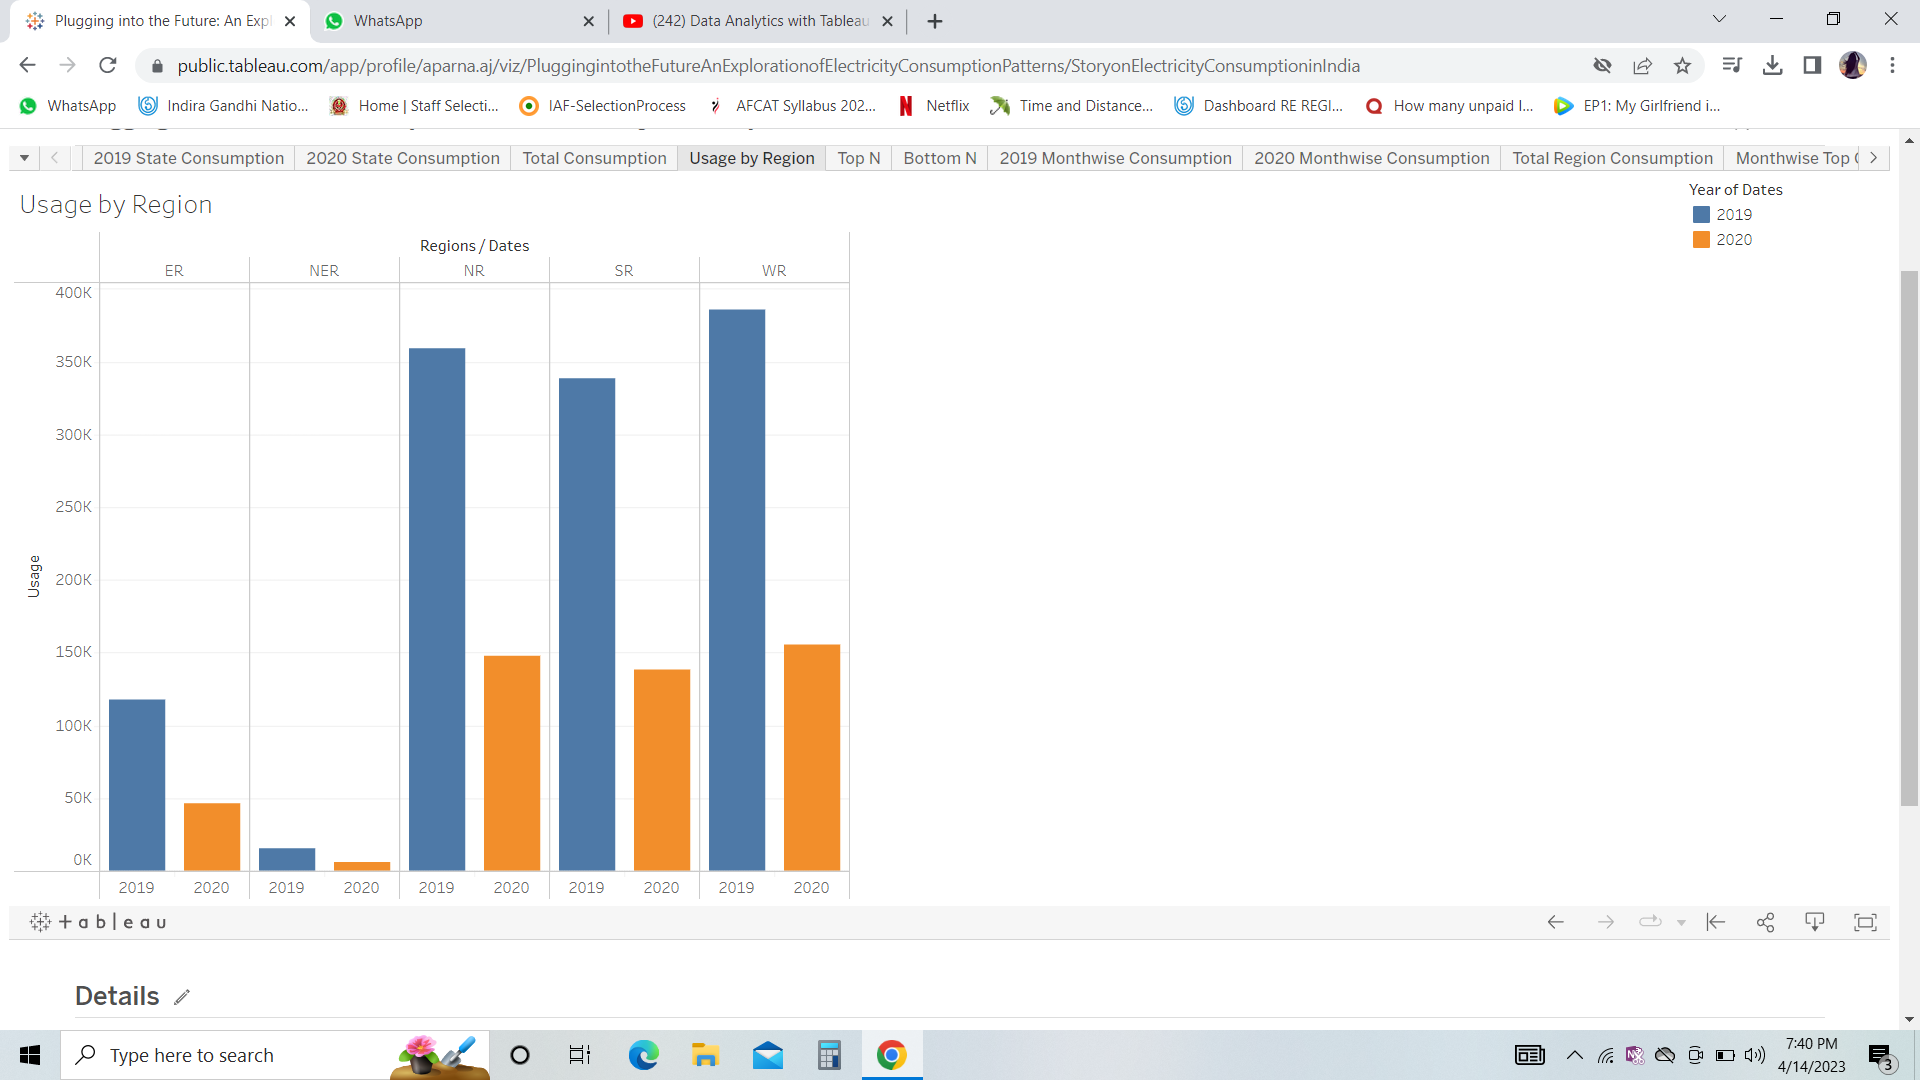 Plugging into the Future: An Expl
WhatsApp
(242) Data Analytics with Tableau
public.tableau.com/app/profile/aparna.aj/viz/PluggingintotheFutureAnExplorationofElectricityConsumptionPatterns/StoryonElectricityConsumptioninIndia
WhatsApp Indira Gandhi Natio... Home | Staff Selecti... IAF-SelectionProcess AFCAT Syllabus 202... Netflix Time and Distance... Dashboard RE REGI... How many unpaid I... EP1: My Girlfriend i...
2019 State Consumption 2020 State Consumption Total Consumption Usage by Region Top N Bottom N 2019 Monthwise Consumption 2020 Monthwise Consumption Total Region Consumption Monthwise Top
Usage by Region
Year of Dates
2019
2020
Regions / Dates
ER NER NR SR WR
400K
350K
300K
250K
200K
150K
100K
50K
0K
Usage
2019 2020 2019 2020 2019 2020 2019 2020 2019 2020
+ableau
Details
Type here to search
7:40 PM
4/14/2023
3